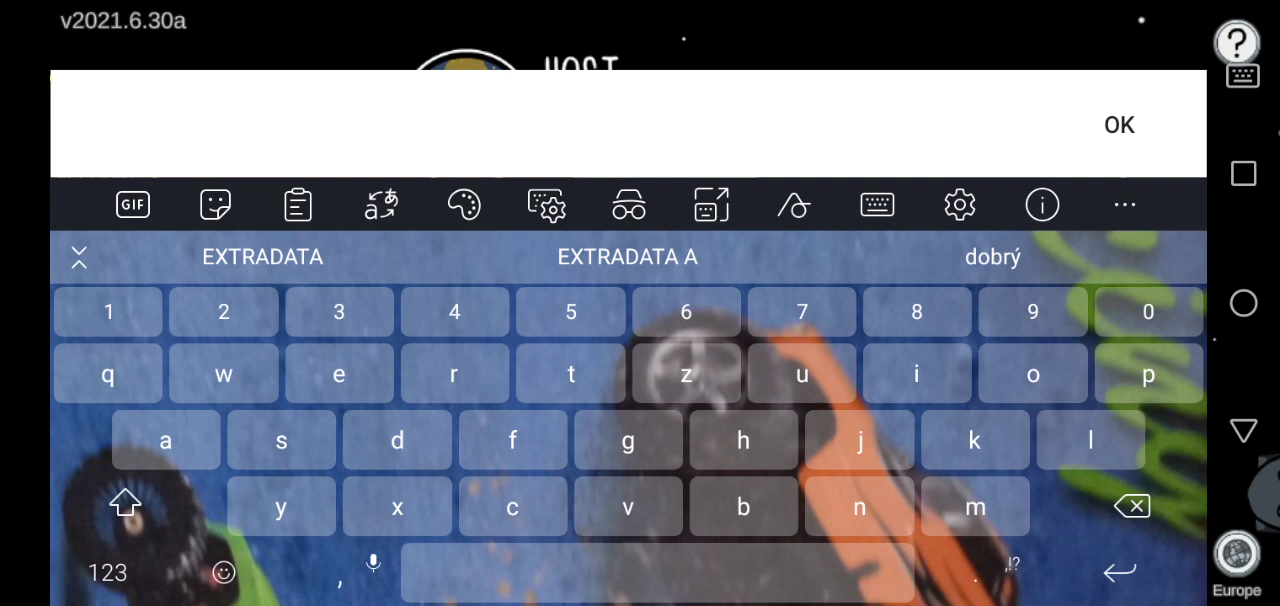 v2021.6.30a
HOST
OK
GIF
EXTRADATA
EXTRADATA A
dobrý
1 2 3 4 5 6 7 8 9 0
q w e r t z u i o p
a s d f g h j k l
y x c v b n m
123 , . ,!?
Europe